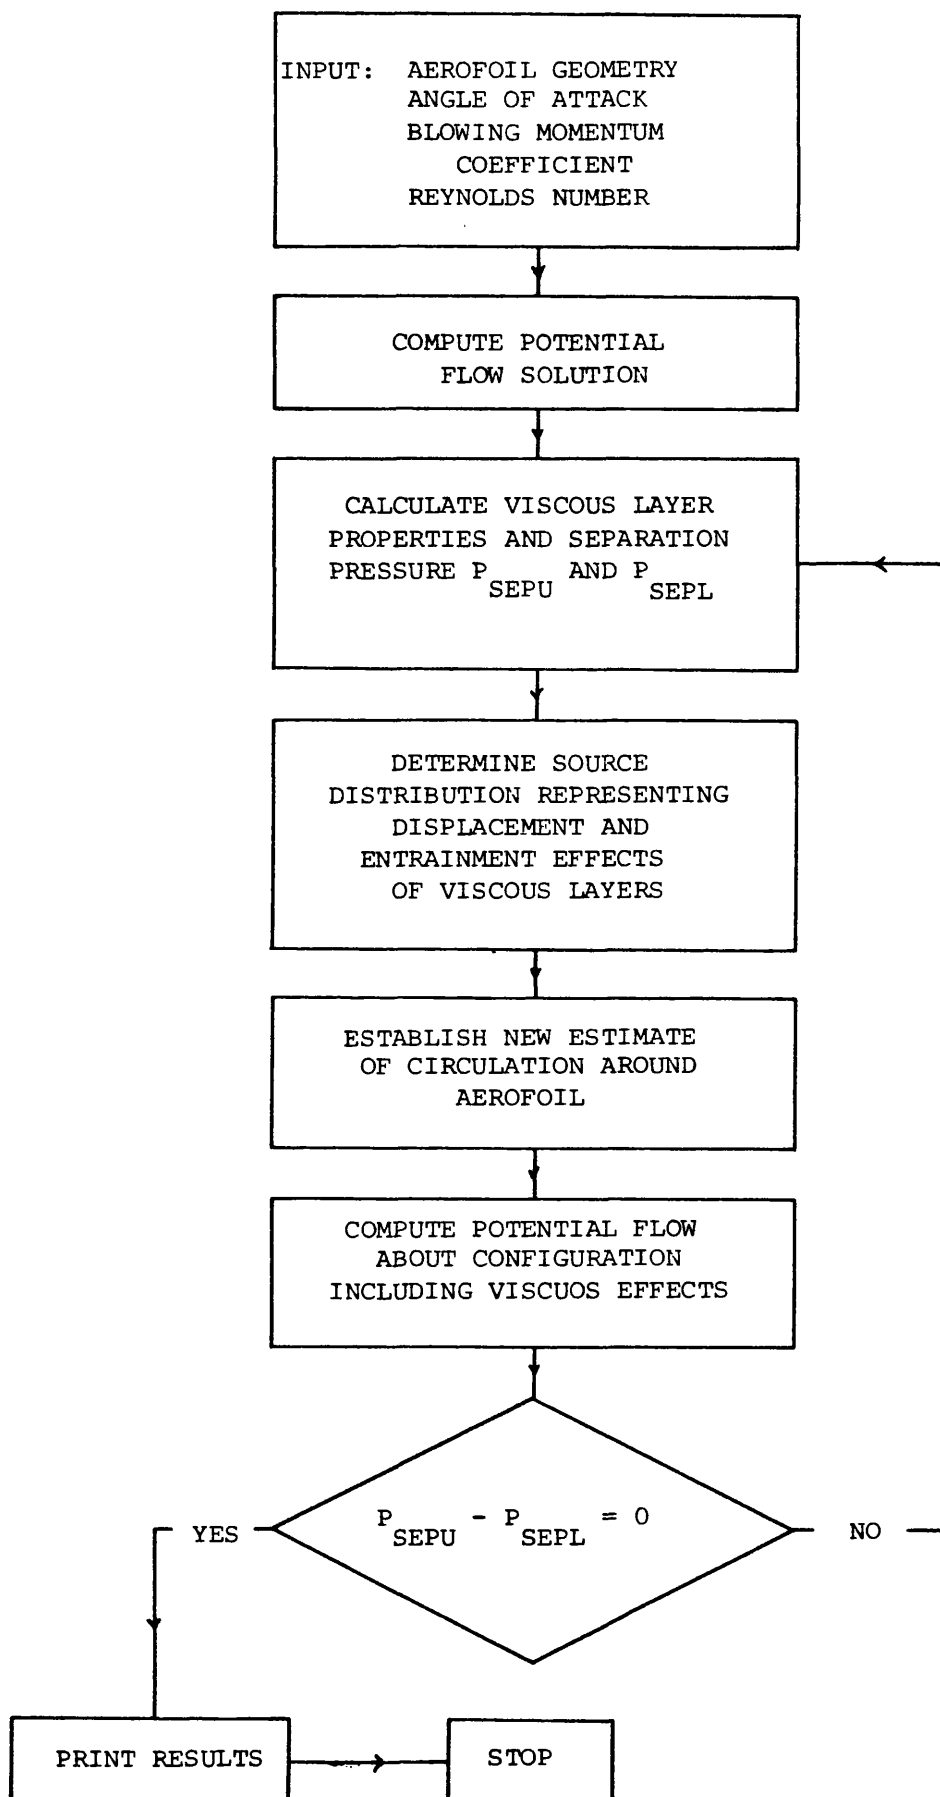 INPUT: AEROFOIL GEOMETRY
ANGLE OF ATTACK
BLOWING MOMENTUM
COEFFICIENT
REYNOLDS NUMBER
COMPUTE POTENTIAL
FLOW SOLUTION
CALCULATE VISCOUS LAYER
PROPERTIES AND SEPARATION
PRESSURE P SEPU AND P SEPL
DETERMINE SOURCE
DISTRIBUTION REPRESENTING
DISPLACEMENT AND
ENTRAINMENT EFFECTS
OF VISCOUS LAYERS
ESTABLISH NEW ESTIMATE
OF CIRCULATION AROUND
AEROFOIL
COMPUTE POTENTIAL FLOW
ABOUT CONFIGURATION
INCLUDING VISCUOS EFFECTS
P SEPU - P SEPL = 0
YES
NO
PRINT RESULTS
STOP